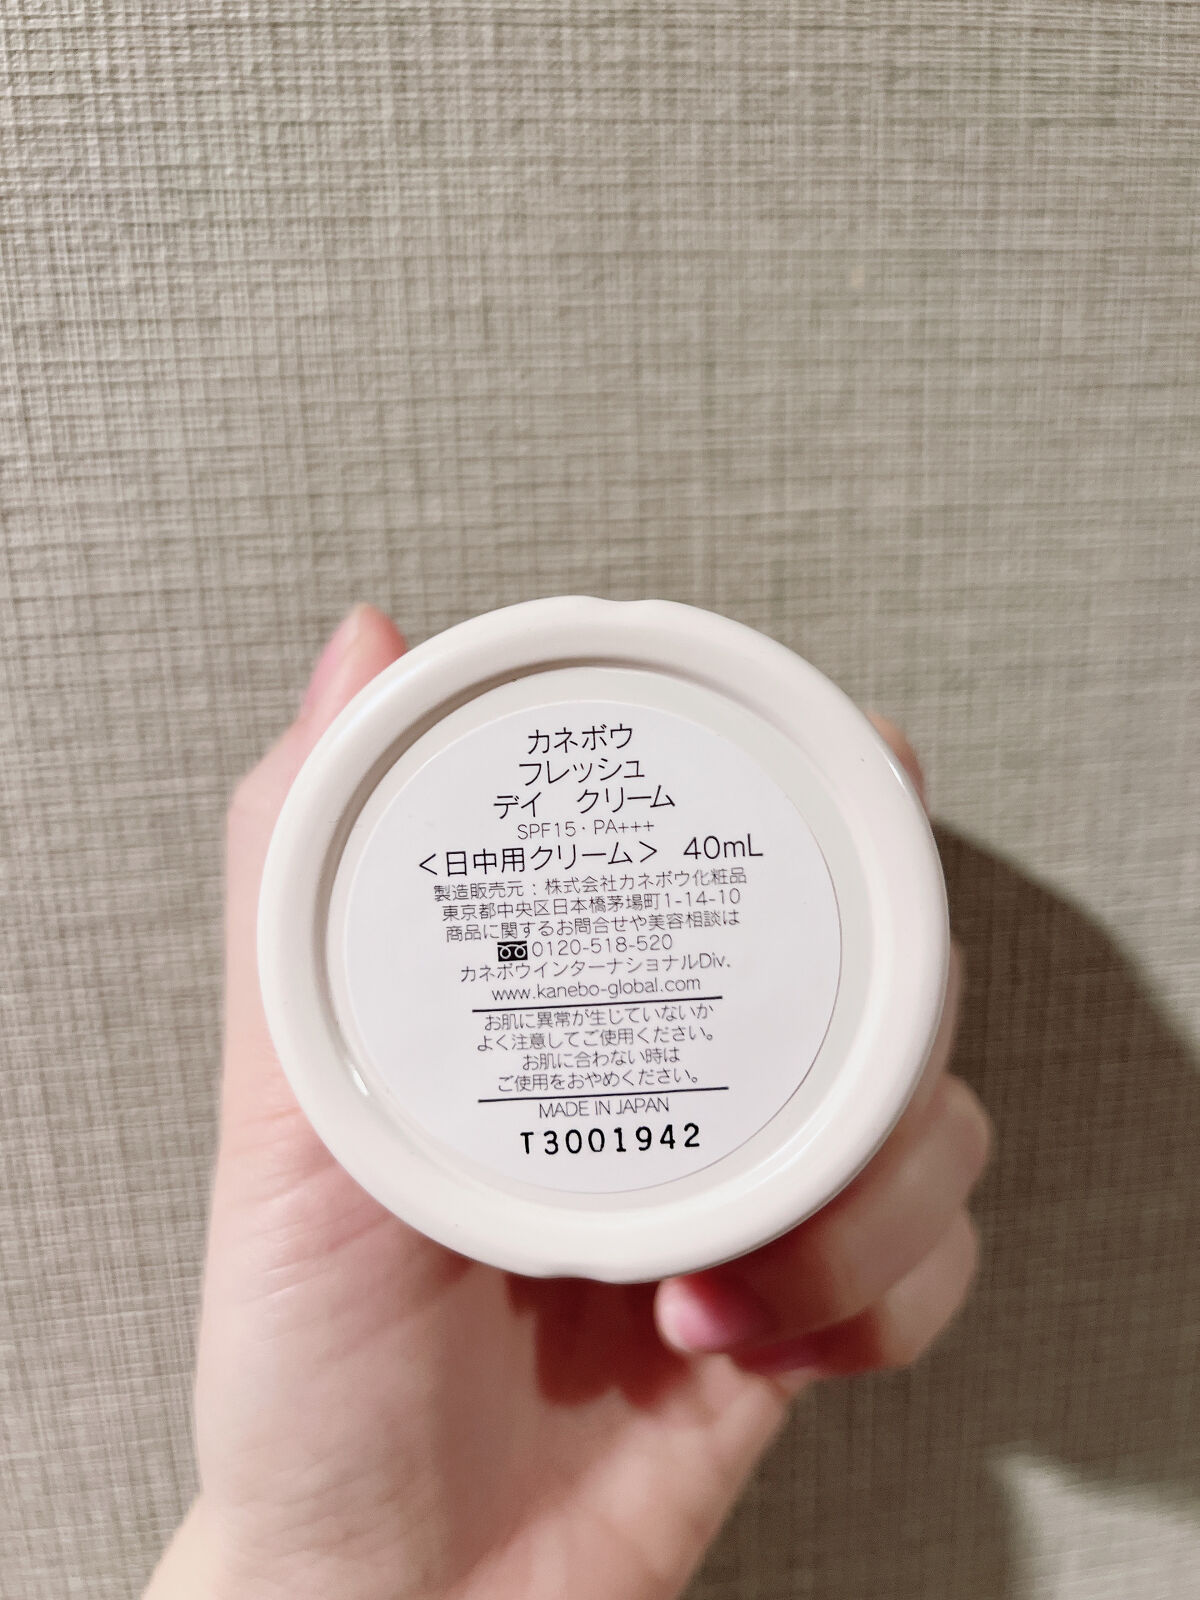 カネボウ
フレッシュ
デイ　クリーム
SPF15・PA+++
＜日中用クリーム＞ 40mL
製造販売元：株式会社カネボウ化粧品
東京都中央区日本橋茅場町1-14-10
商品に関するお問合せや美容相談は
0120-518-520
カネボウインターナショナルDiv.
www.kanebo-global.com
お肌に異常が生じていないか
よく注意してご使用ください。
お肌に合わない時は
ご使用をおやめください。
MADE IN JAPAN
T3001942